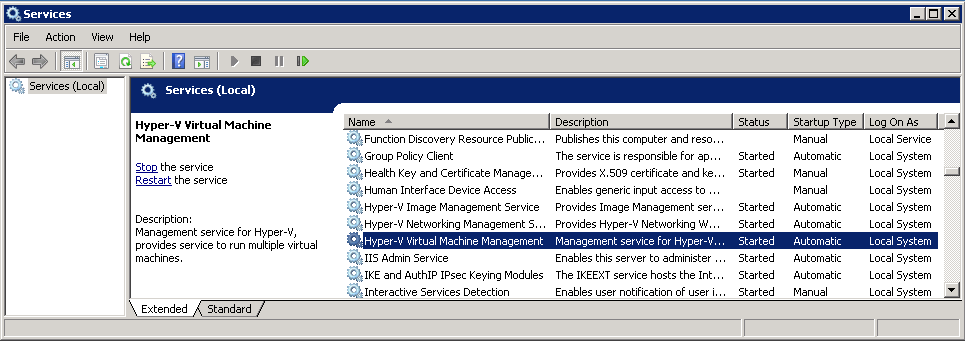 Services
File Action View Help
Services (Local)
Services (Local)
Hyper-V Virtual Machine
Management
Stop the service
Restart the service
Description:
Management service for Hyper-V,
provides service to run multiple virtual
machines.
Name Description Status Startup Type Log On As
Function Discovery Resource Public... Publishes this computer and reso... Manual Local Service
Group Policy Client The service is responsible for ap... Started Automatic Local System
Health Key and Certificate Manage... Provides X.509 certificate and ke... Started Manual Local System
Human Interface Device Access Enables generic input access to ... Manual Local System
Hyper-V Image Management Service Provides Image Management ser... Started Automatic Local System
Hyper-V Networking Management S... Provides Hyper-V Networking W... Started Automatic Local System
Hyper-V Virtual Machine Management Management service for Hyper-V... Started Automatic Local System
IIS Admin Service Enables this server to administer ... Started Automatic Local System
IKE and AuthIP IPsec Keying Modules The IKEEXT service hosts the Int... Started Automatic Local System
Interactive Services Detection Enables user notification of user i... Started Manual Local System
Extended Standard